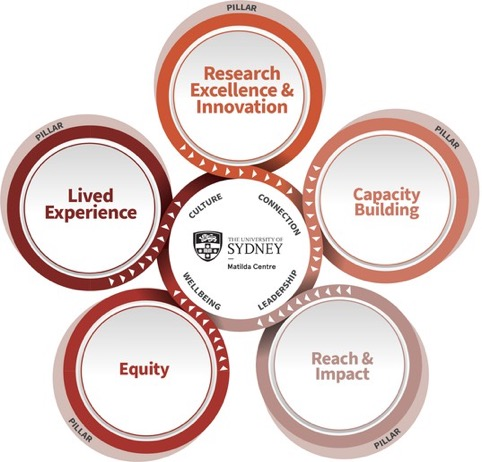 PILLAR
Research
Excellence &
Innovation
PILLAR
Lived
Experience
PILLAR
Capacity
Building
CULTURE
CONNECTION
THE UNIVERSITY OF
SYDNEY
Matilda Centre
WELLBEING
LEADERSHIP
Equity
PILLAR
Reach &
Impact
PILLAR